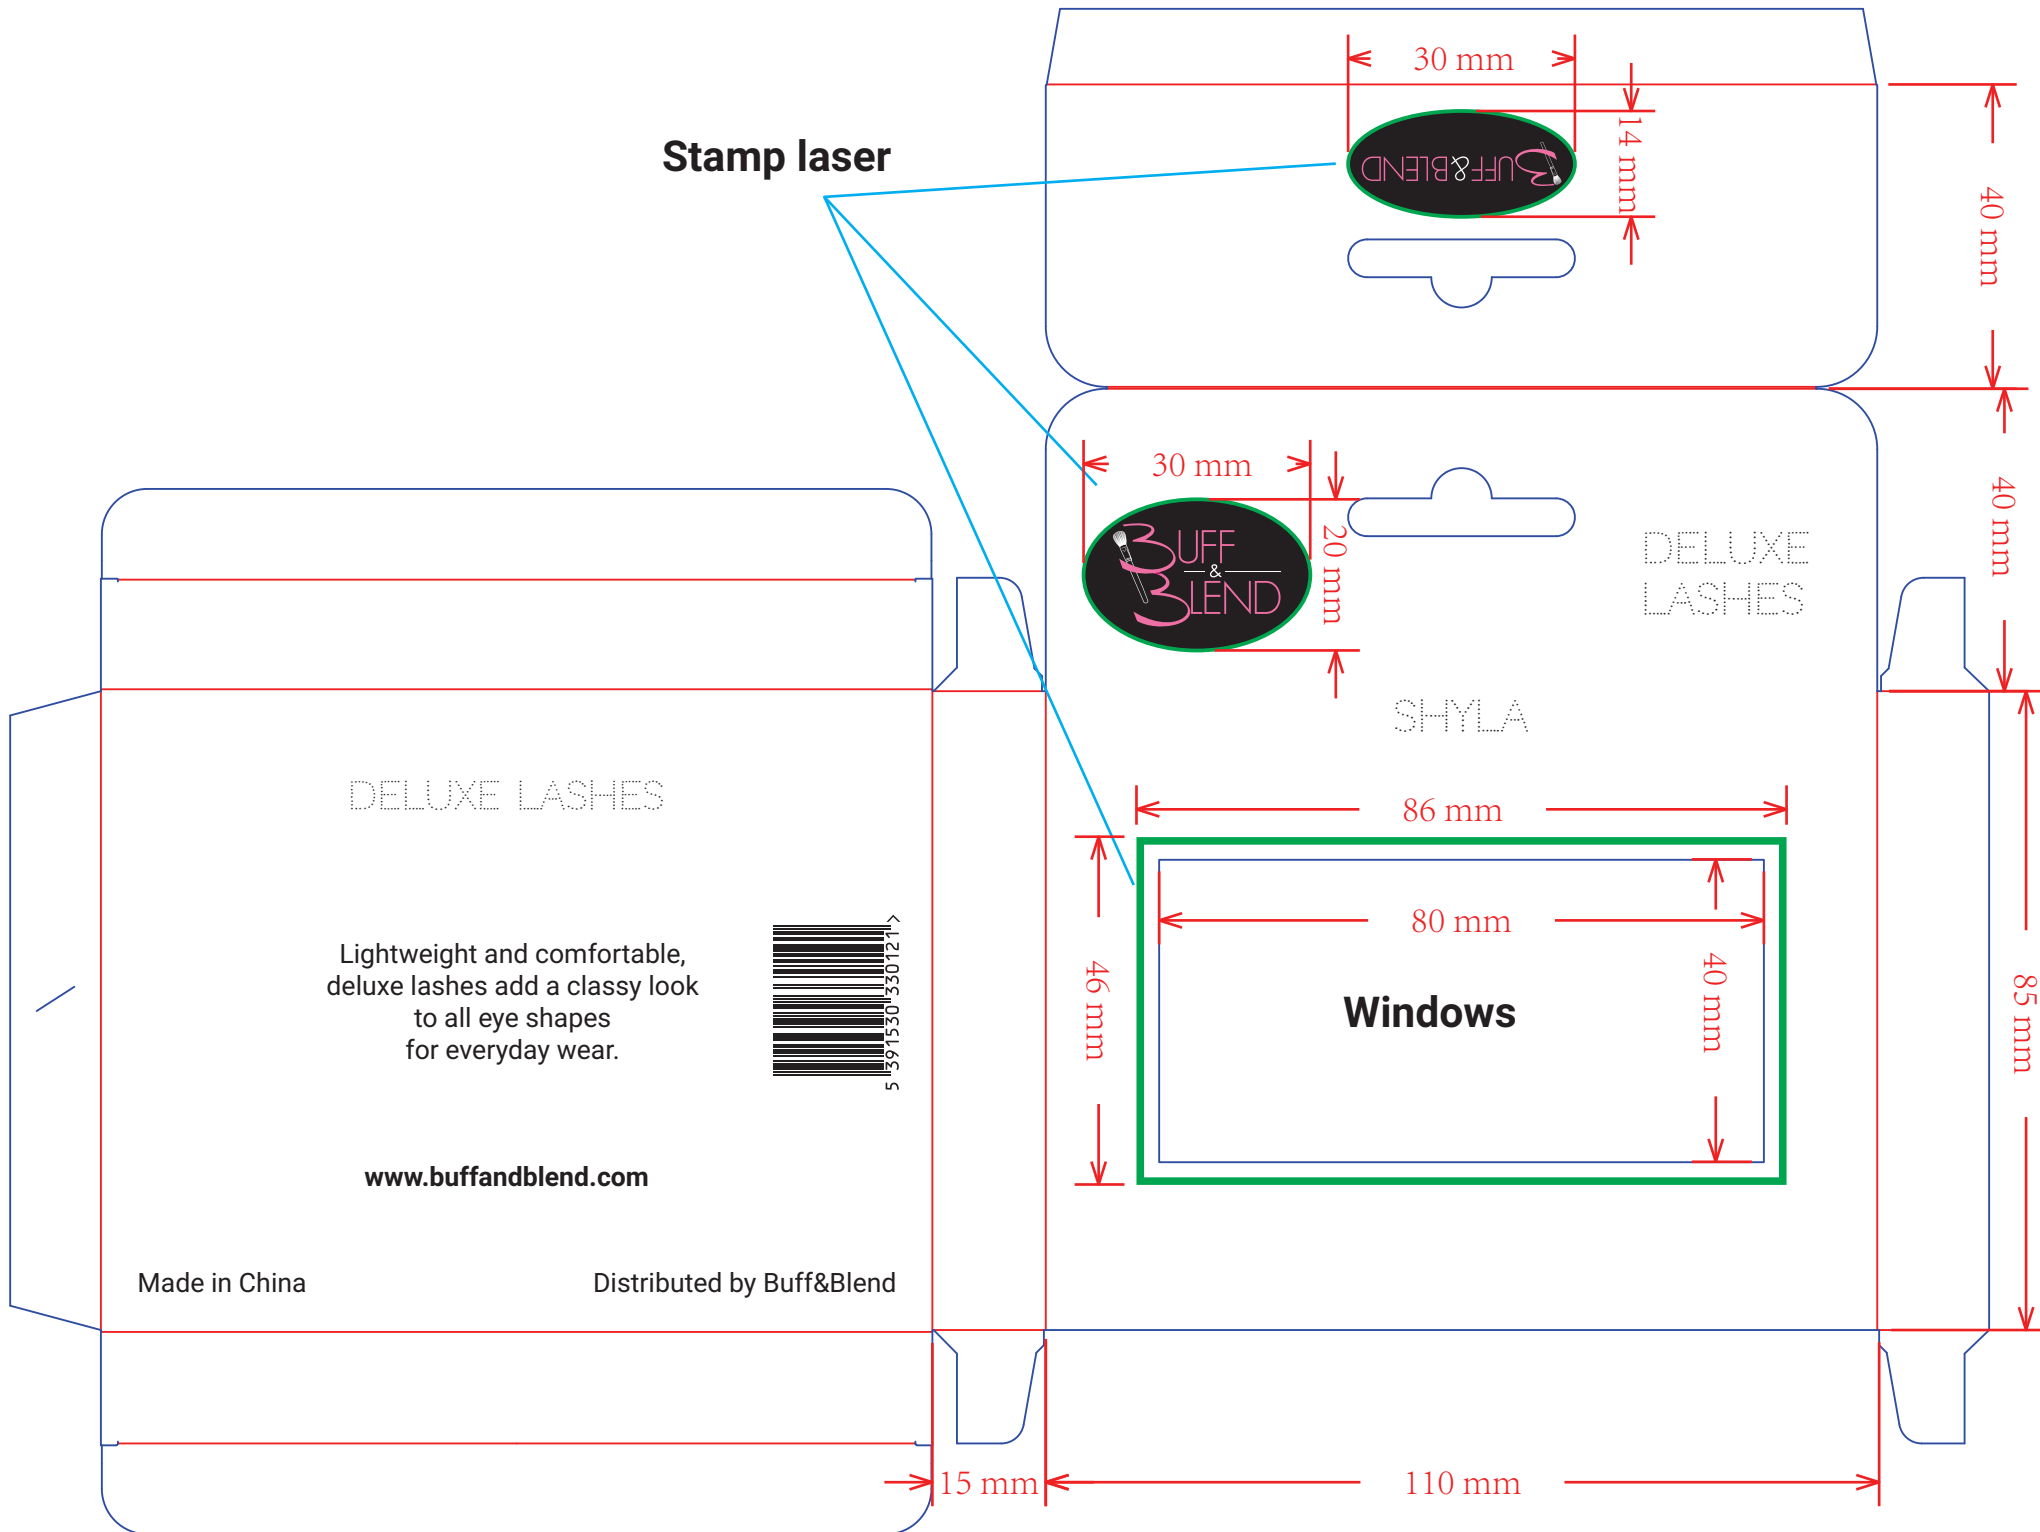 30 mm
14 mm
Stamp laser
BUFF&BLEND
40 mm
30 mm
20 mm
BUFF
&
BLEND
DELUXE
LASHES
40 mm
SHYLA
86 mm
80 mm
46 mm
40 mm
Windows
85 mm
DELUXE LASHES
Lightweight and comfortable,
deluxe lashes add a classy look
to all eye shapes
for everyday wear.
5 391530 330121 >
www.buffandblend.com
Made in China
Distributed by Buff&Blend
15 mm
110 mm